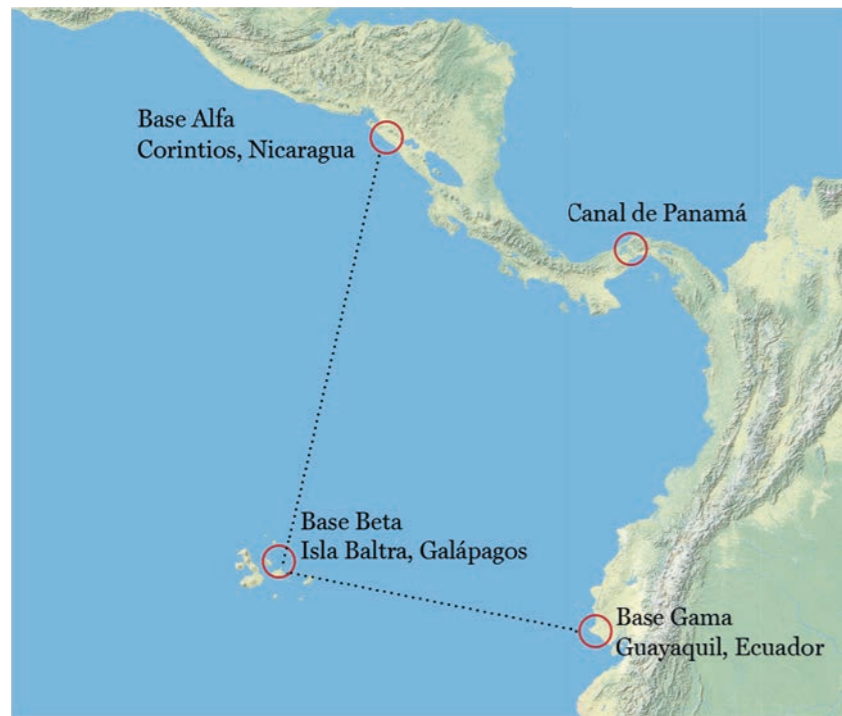 Base Alfa
Corintios, Nicaragua
Canal de Panamá
Base Beta
Isla Baltra, Galápagos
Base Gama
Guayaquil, Ecuador